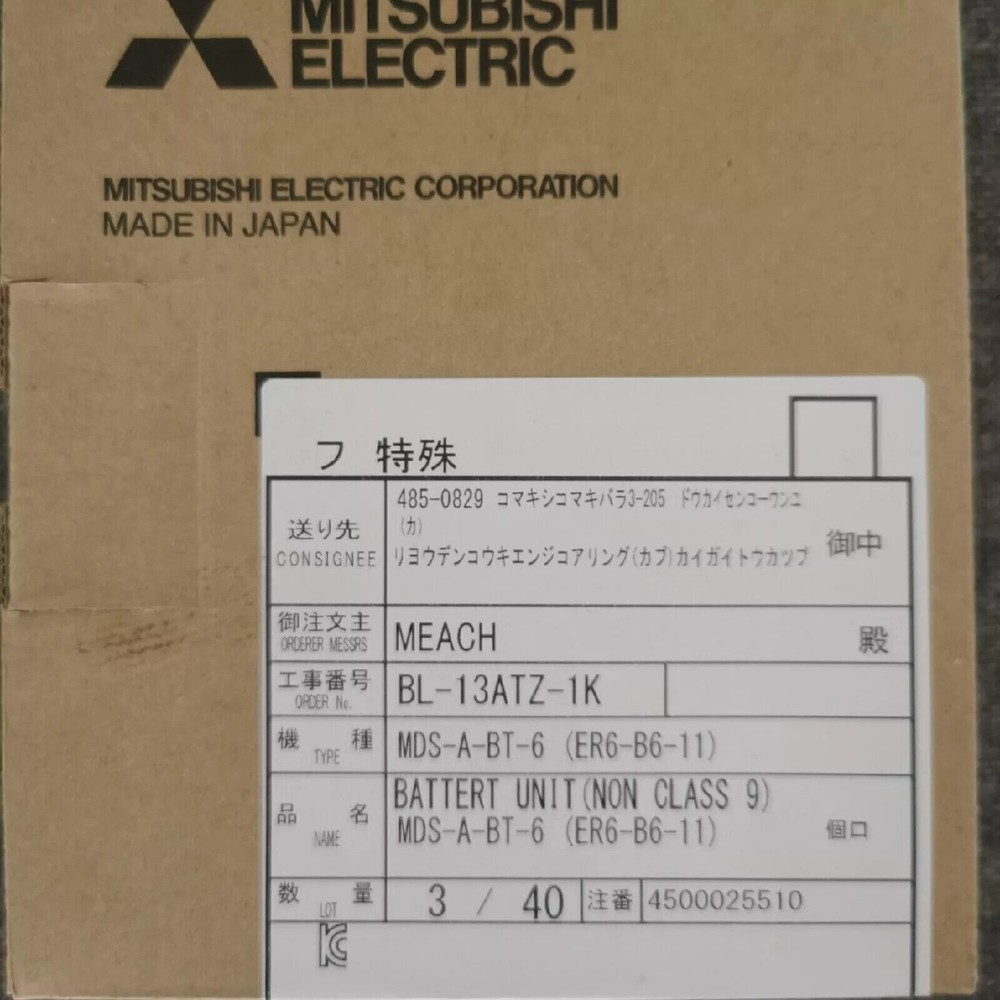 MITSUBISHI
ELECTRIC
MITSUBISHI ELECTRIC CORPORATION
MADE IN JAPAN
フ 特殊
送り先
CONSIGNEE
485-0829 コマキシコマキバラ3-205 ドウカイセンコーウンユ
(カ)
リヨウデンコウキエンジコアリング(カブ)カイガイトウカツブ
御中
御注文主
ORDERER MESSRS
MEACH
殿
工事番号
ORDER No.
BL-13ATZ-1K
機 種
TYPE
MDS-A-BT-6 (ER6-B6-11)
品 名
NAME
BATTERT UNIT(NON CLASS 9)
MDS-A-BT-6 (ER6-B6-11)
個口
数 量
LOT
3 / 40
注番
4500025510